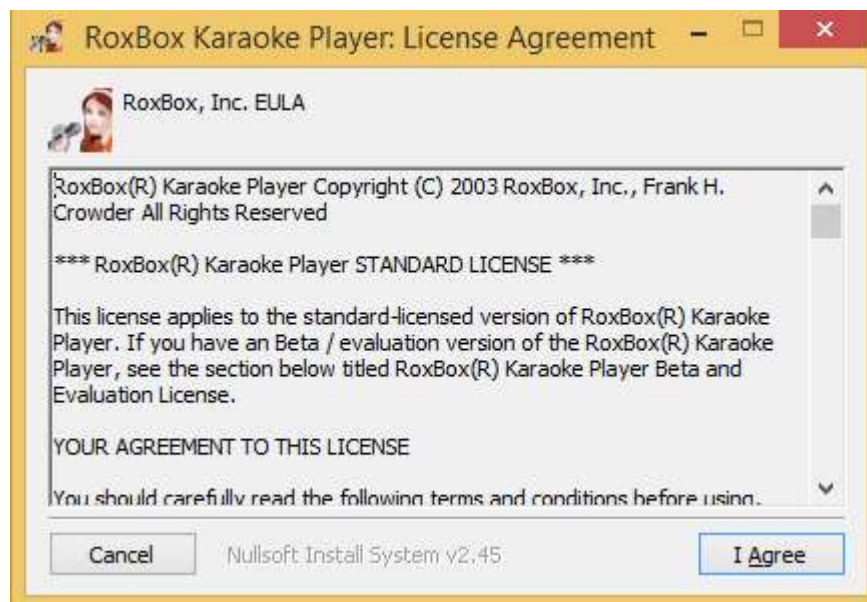 RoxBox Karaoke Player: License Agreement
RoxBox, Inc. EULA
RoxBox(R) Karaoke Player Copyright (C) 2003 RoxBox, Inc., Frank H.
Crowder All Rights Reserved
*** RoxBox(R) Karaoke Player STANDARD LICENSE ***
This license applies to the standard-licensed version of RoxBox(R) Karaoke
Player. If you have an Beta / evaluation version of the RoxBox(R) Karaoke
Player, see the section below titled RoxBox(R) Karaoke Player Beta and
Evaluation License.
YOUR AGREEMENT TO THIS LICENSE
You should carefully read the following terms and conditions before using,
Cancel
Nullsoft Install System v2.45
I Agree